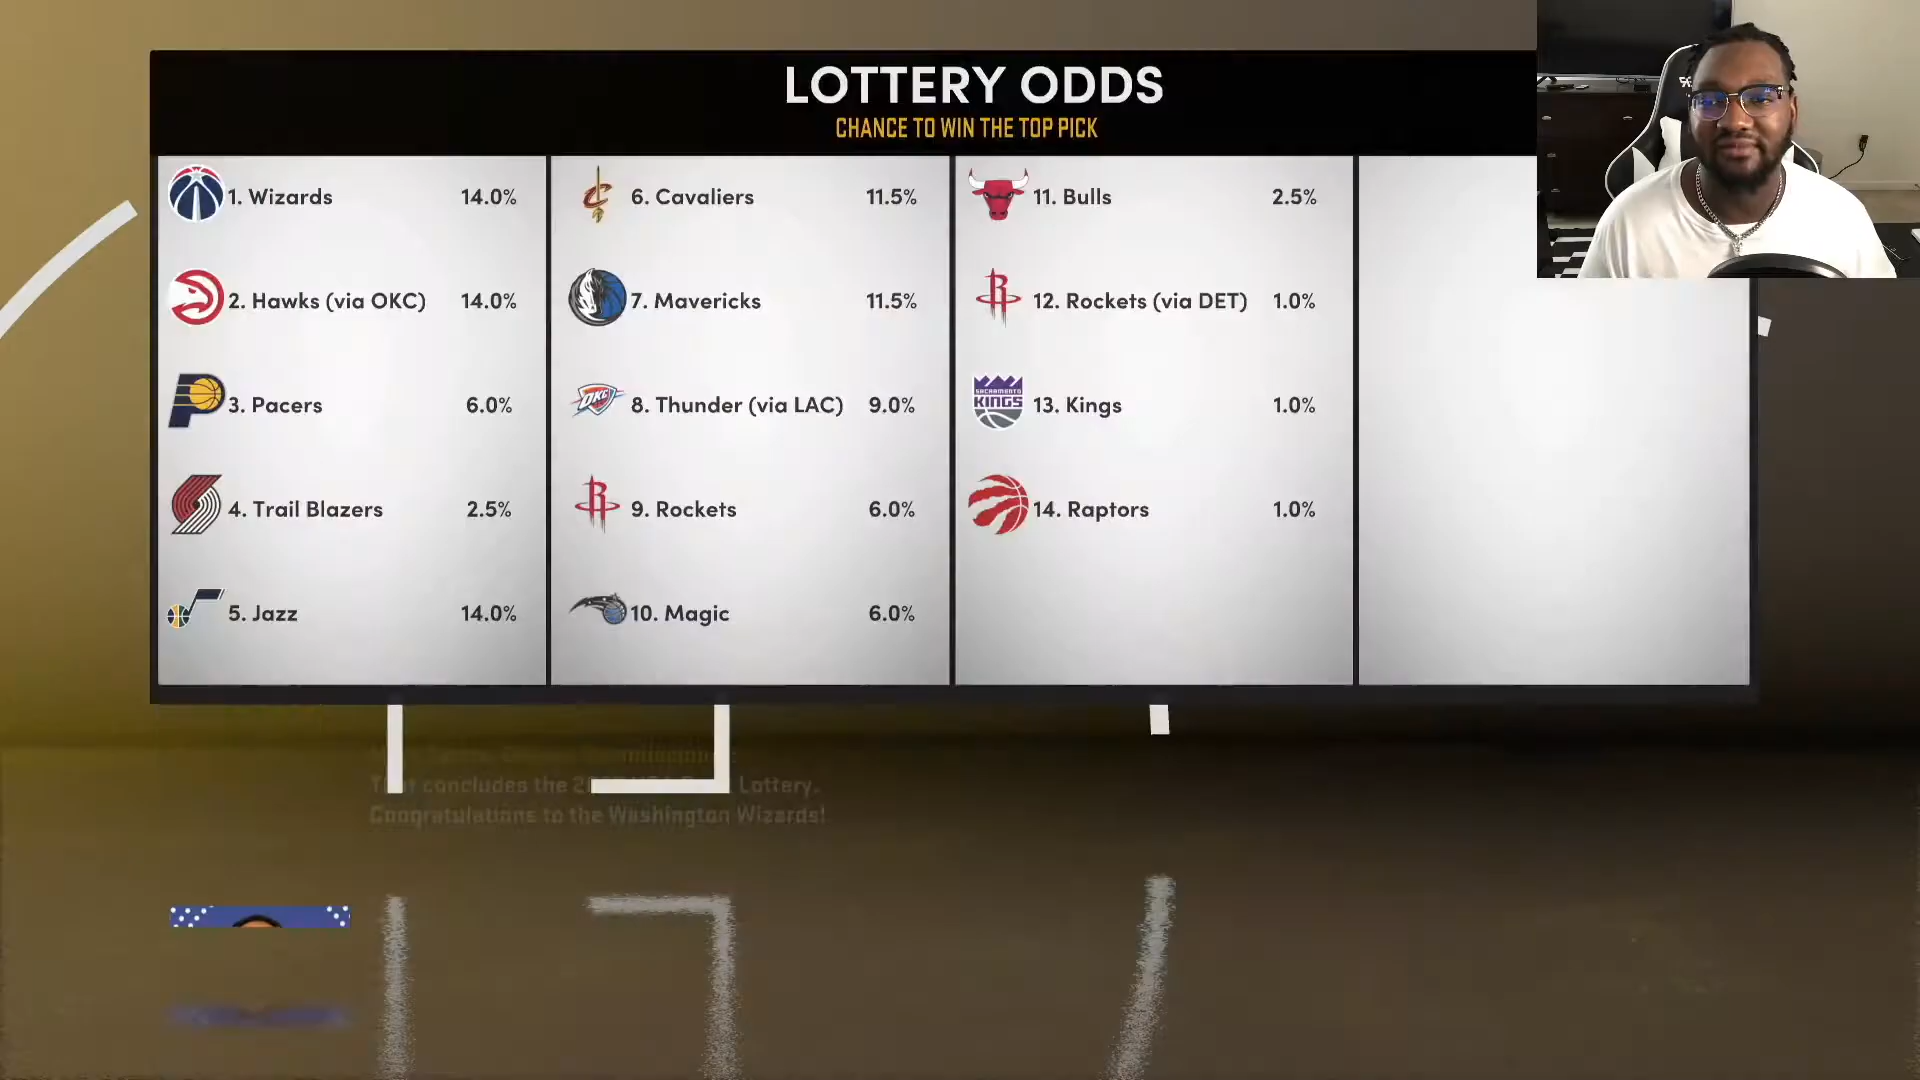 LOTTERY ODDS
CHANCE TO WIN THE TOP PICK
1. Wizards 14.0%
2. Hawks (via OKC) 14.0%
3. Pacers 6.0%
4. Trail Blazers 2.5%
5. Jazz 14.0%
6. Cavaliers 11.5%
7. Mavericks 11.5%
8. Thunder (via LAC) 9.0%
9. Rockets 6.0%
10. Magic 6.0%
11. Bulls 2.5%
12. Rockets (via DET) 1.0%
13. Kings 1.0%
14. Raptors 1.0%
OKC
SACRAMENTO
KINGS
concludes the Lottery.
Congratulations to the Washington Wizards!